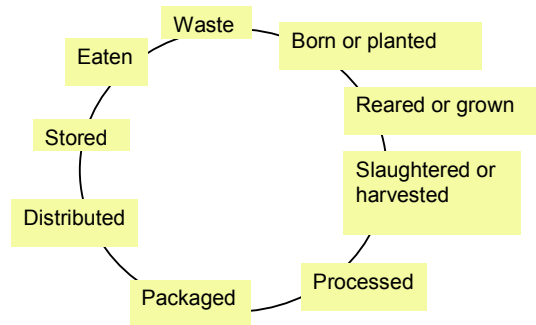 Waste
Born or planted
Reared or grown
Slaughtered or
harvested
Processed
Packaged
Distributed
Stored
Eaten